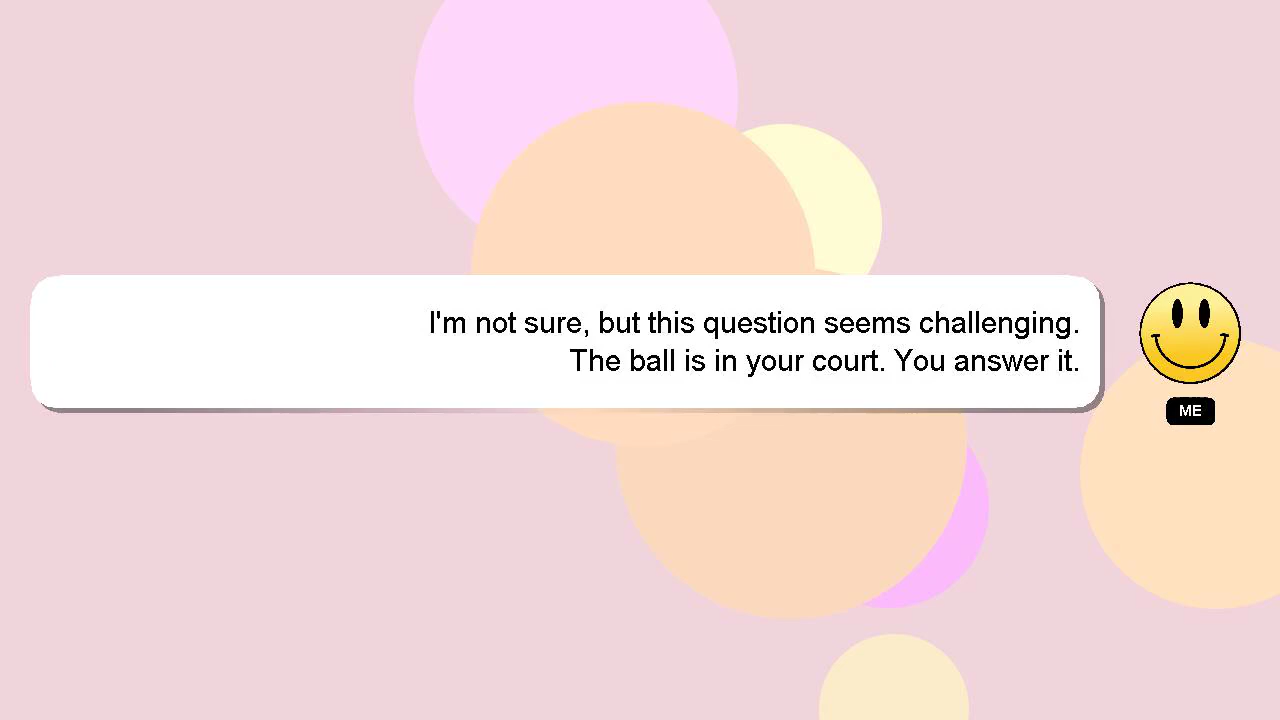 I'm not sure, but this question seems challenging.
The ball is in your court. You answer it.
ME